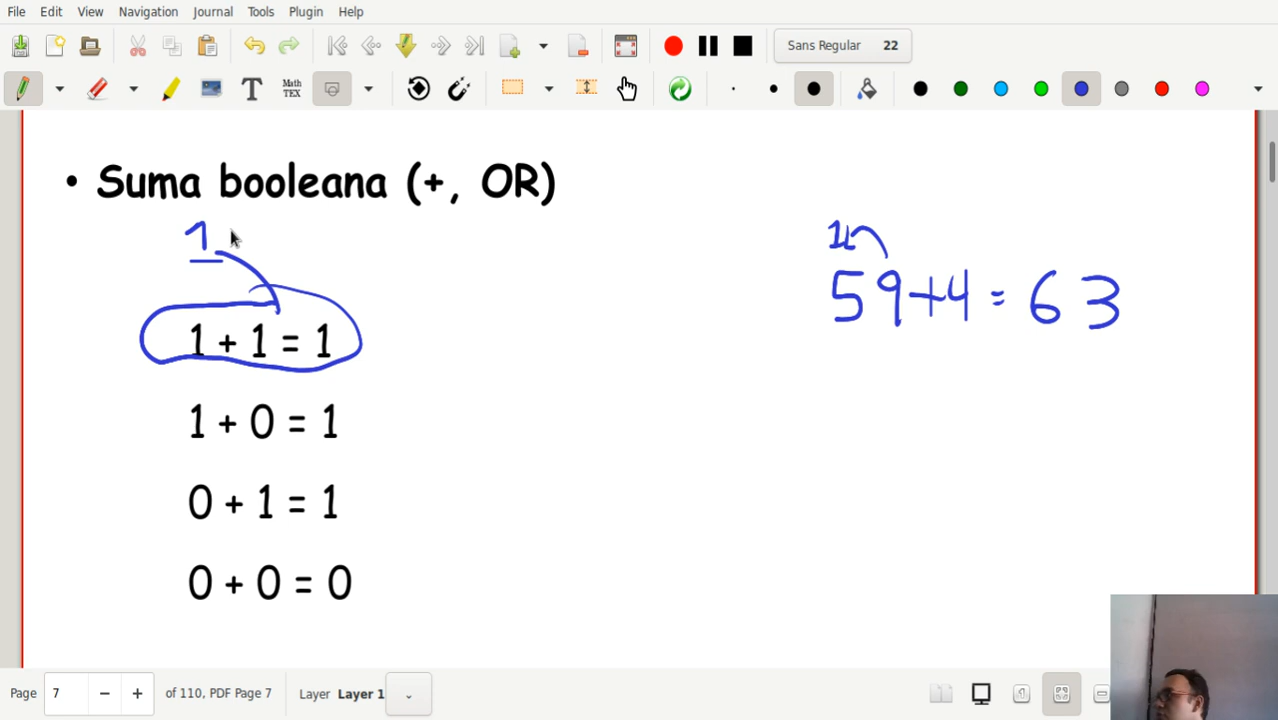 File Edit View Navigation Journal Tools Plugin Help
Sans Regular 22
T Math TEX
• Suma booleana (+, OR)
1
1 + 1 = 1
1 + 0 = 1
0 + 1 = 1
0 + 0 = 0
59+4 = 63
Page 7 of 110, PDF Page 7 Layer Layer 1